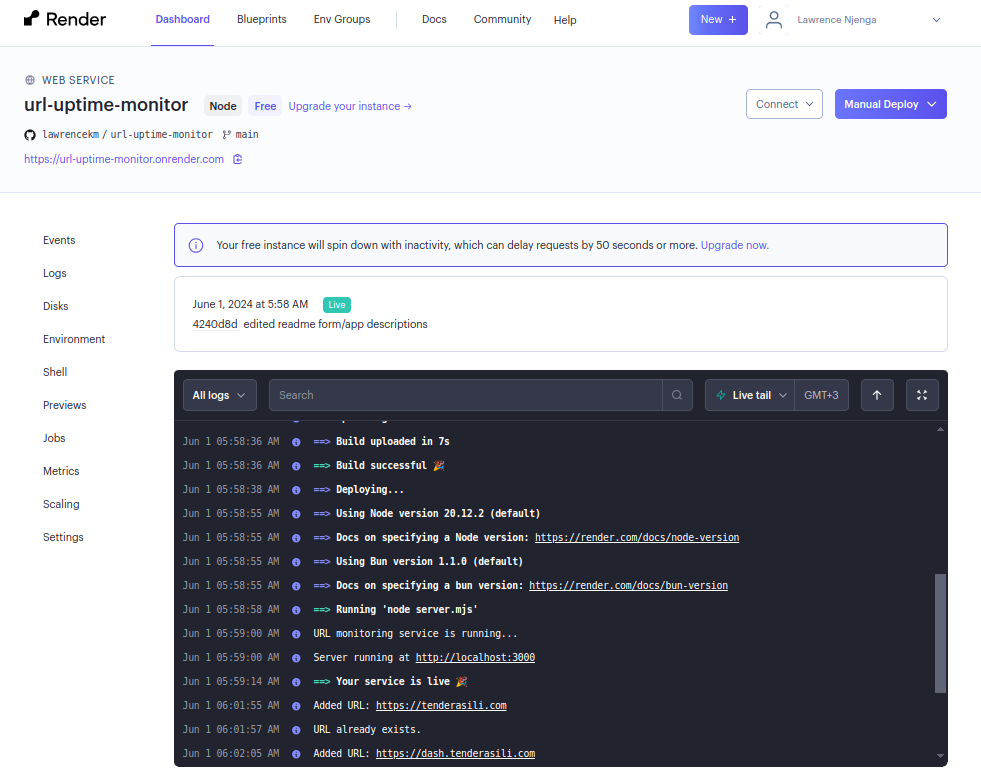 Render Dashboard Blueprints Env Groups Docs Community Help New + Lawrence Njenga
WEB SERVICE
url-uptime-monitor Node Free Upgrade your instance →
Connect Manual Deploy
lawrencekm / url-uptime-monitor main
https://url-uptime-monitor.onrender.com
Events
Logs
Disks
Environment
Shell
Previews
Jobs
Metrics
Scaling
Settings
Your free instance will spin down with inactivity, which can delay requests by 50 seconds or more. Upgrade now.
June 1, 2024 at 5:58 AM Live
4240d8d edited readme form/app descriptions
All logs Search Live tail GMT+3
Jun 1 05:58:36 AM ==> Build uploaded in 7s
Jun 1 05:58:36 AM ==> Build successful 🎉
Jun 1 05:58:38 AM ==> Deploying...
Jun 1 05:58:55 AM ==> Using Node version 20.12.2 (default)
Jun 1 05:58:55 AM ==> Docs on specifying a Node version: https://render.com/docs/node-version
Jun 1 05:58:55 AM ==> Using Bun version 1.1.0 (default)
Jun 1 05:58:55 AM ==> Docs on specifying a bun version: https://render.com/docs/bun-version
Jun 1 05:58:58 AM ==> Running 'node server.mjs'
Jun 1 05:59:00 AM URL monitoring service is running...
Jun 1 05:59:00 AM Server running at http://localhost:3000
Jun 1 05:59:14 AM ==> Your service is live 🎉
Jun 1 06:01:55 AM Added URL: https://tenderasili.com
Jun 1 06:01:57 AM URL already exists.
Jun 1 06:02:05 AM Added URL: https://dash.tenderasili.com